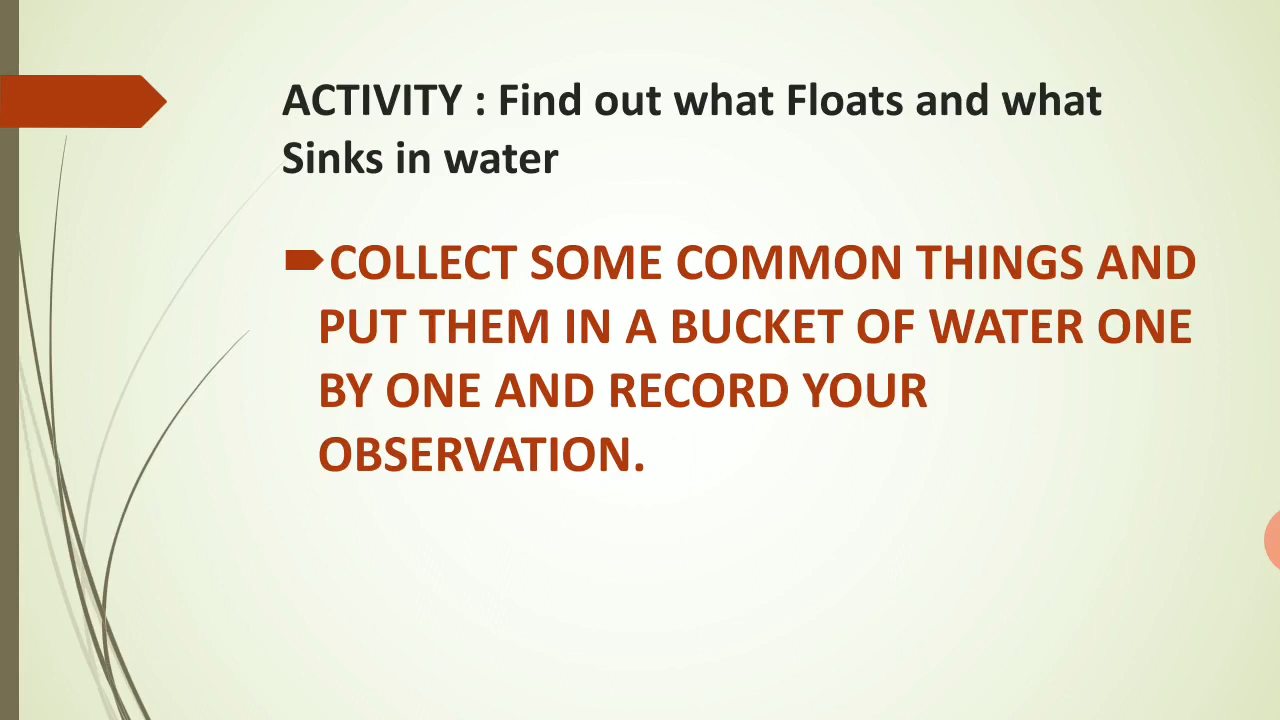 ACTIVITY : Find out what Floats and what
Sinks in water
COLLECT SOME COMMON THINGS AND
PUT THEM IN A BUCKET OF WATER ONE
BY ONE AND RECORD YOUR
OBSERVATION.